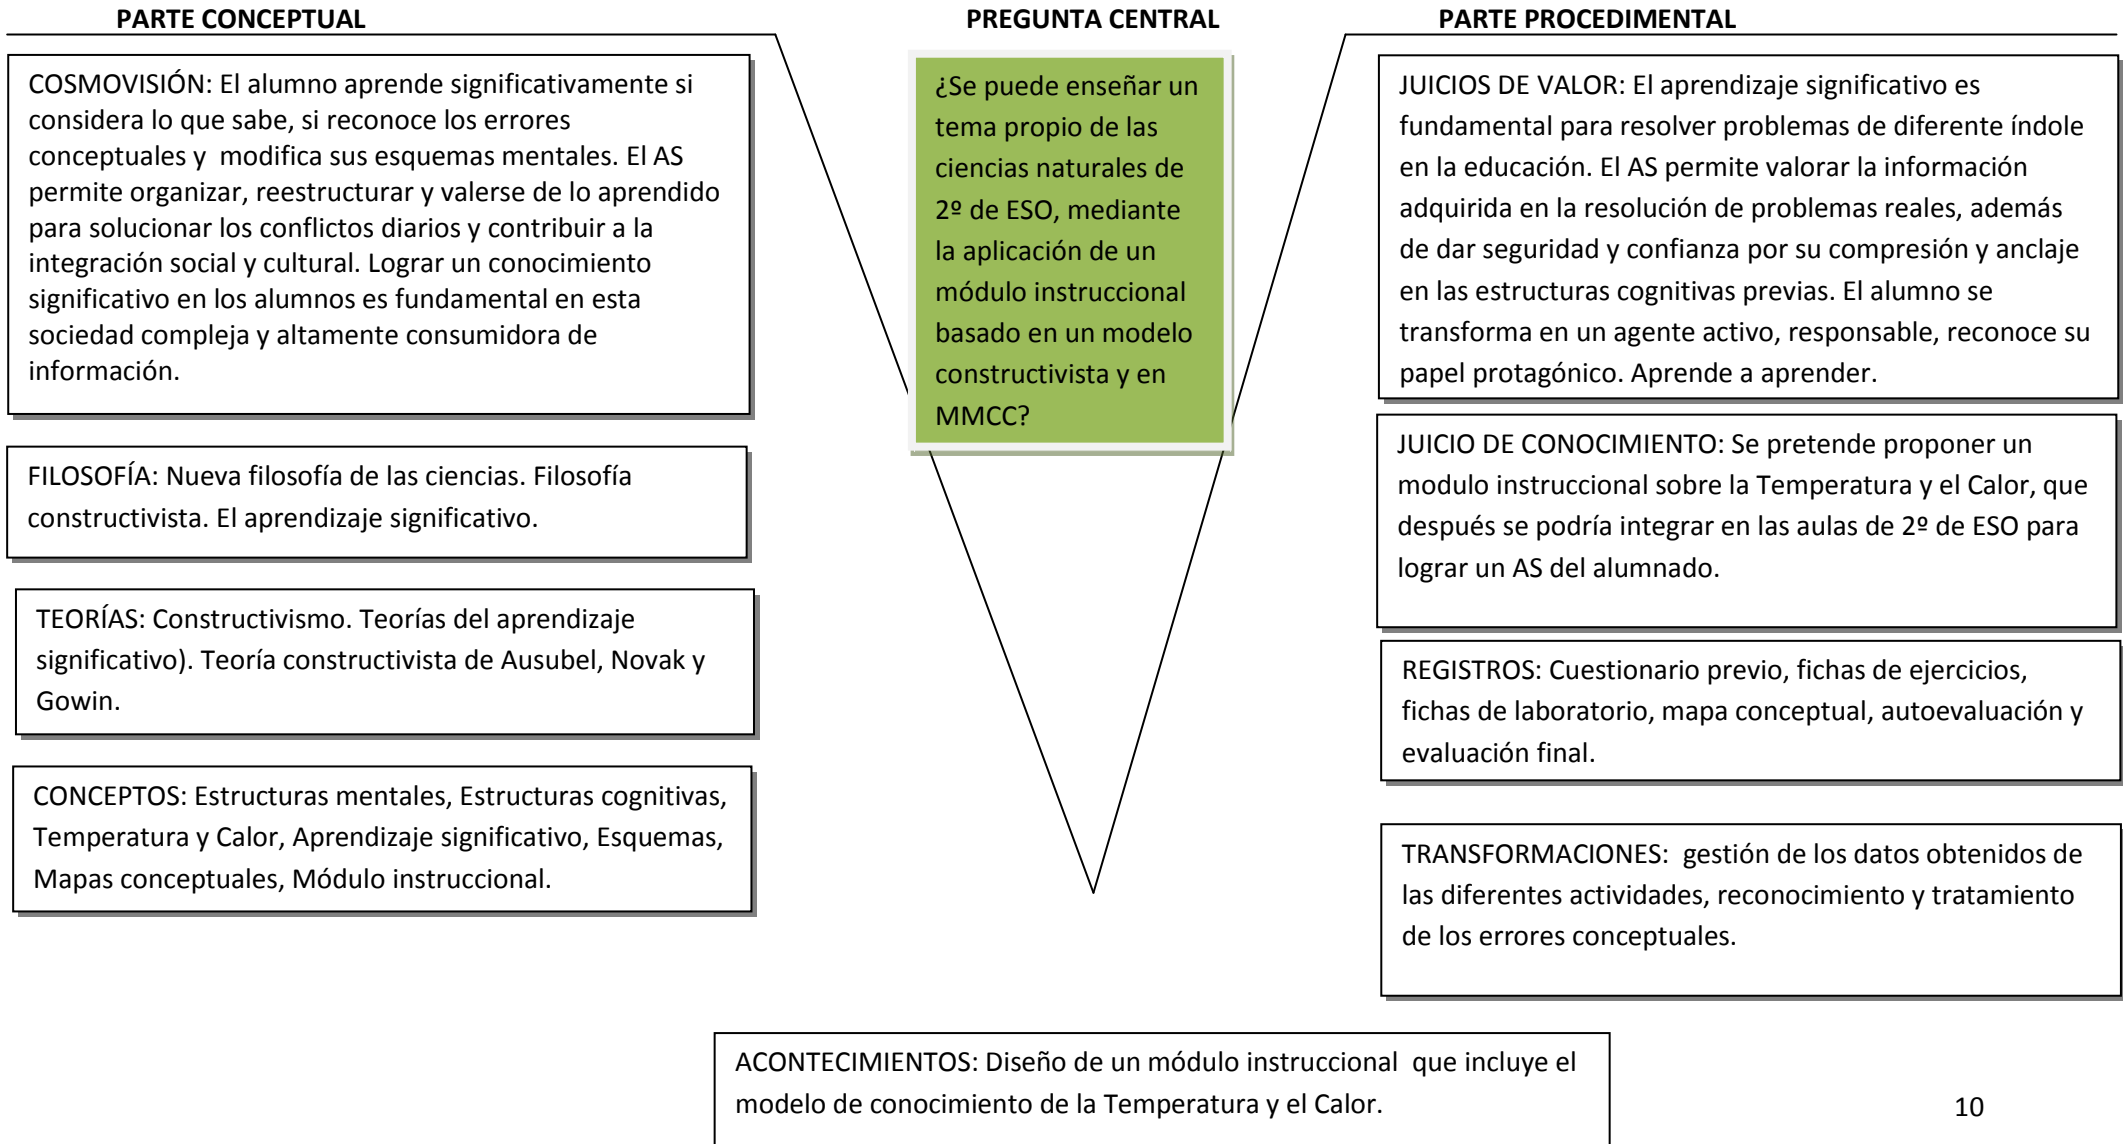 PARTE CONCEPTUAL
COSMOVISIÓN: El alumno aprende significativamente si
considera lo que sabe, si reconoce los errores
conceptuales y  modifica sus esquemas mentales. El AS
permite organizar, reestructurar y valerse de lo aprendido
para solucionar los conflictos diarios y contribuir a la
integración social y cultural. Lograr un conocimiento
significativo en los alumnos es fundamental en esta
sociedad compleja y altamente consumidora de
información.
FILOSOFÍA: Nueva filosofía de las ciencias. Filosofía
constructivista. El aprendizaje significativo.
TEORÍAS: Constructivismo. Teorías del aprendizaje
significativo). Teoría constructivista de Ausubel, Novak y
Gowin.
CONCEPTOS: Estructuras mentales, Estructuras cognitivas,
Temperatura y Calor, Aprendizaje significativo, Esquemas,
Mapas conceptuales, Módulo instruccional.
PREGUNTA CENTRAL
¿Se puede enseñar un
tema propio de las
ciencias naturales de
2º de ESO, mediante
la aplicación de un
módulo instruccional
basado en un modelo
constructivista y en
MMCC?
PARTE PROCEDIMENTAL
JUICIOS DE VALOR: El aprendizaje significativo es
fundamental para resolver problemas de diferente índole
en la educación. El AS permite valorar la información
adquirida en la resolución de problemas reales, además
de dar seguridad y confianza por su compresión y anclaje
en las estructuras cognitivas previas. El alumno se
transforma en un agente activo, responsable, reconoce su
papel protagónico. Aprende a aprender.
JUICIO DE CONOCIMIENTO: Se pretende proponer un
modulo instruccional sobre la Temperatura y el Calor, que
después se podría integrar en las aulas de 2º de ESO para
lograr un AS del alumnado.
REGISTROS: Cuestionario previo, fichas de ejercicios,
fichas de laboratorio, mapa conceptual, autoevaluación y
evaluación final.
TRANSFORMACIONES:  gestión de los datos obtenidos de
las diferentes actividades, reconocimiento y tratamiento
de los errores conceptuales.
ACONTECIMIENTOS: Diseño de un módulo instruccional  que incluye el
modelo de conocimiento de la Temperatura y el Calor.
10